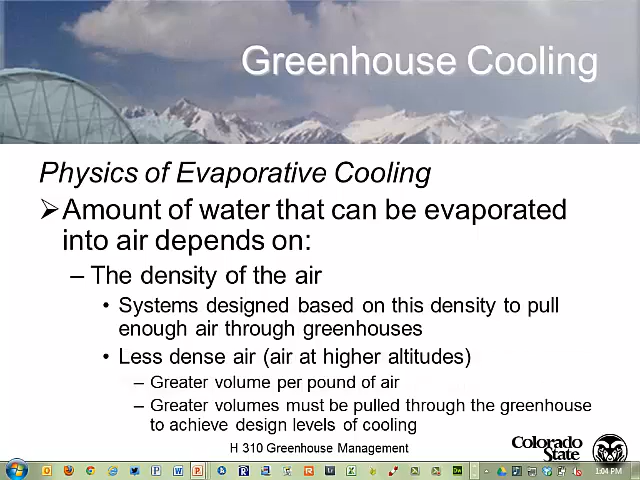 Greenhouse Cooling
Physics of Evaporative Cooling
➢Amount of water that can be evaporated
into air depends on:
– The density of the air
• Systems designed based on this density to pull
enough air through greenhouses
• Less dense air (air at higher altitudes)
– Greater volume per pound of air
– Greater volumes must be pulled through the greenhouse
to achieve design levels of cooling
H 310 Greenhouse Management
Colorado
State
1:04 PM